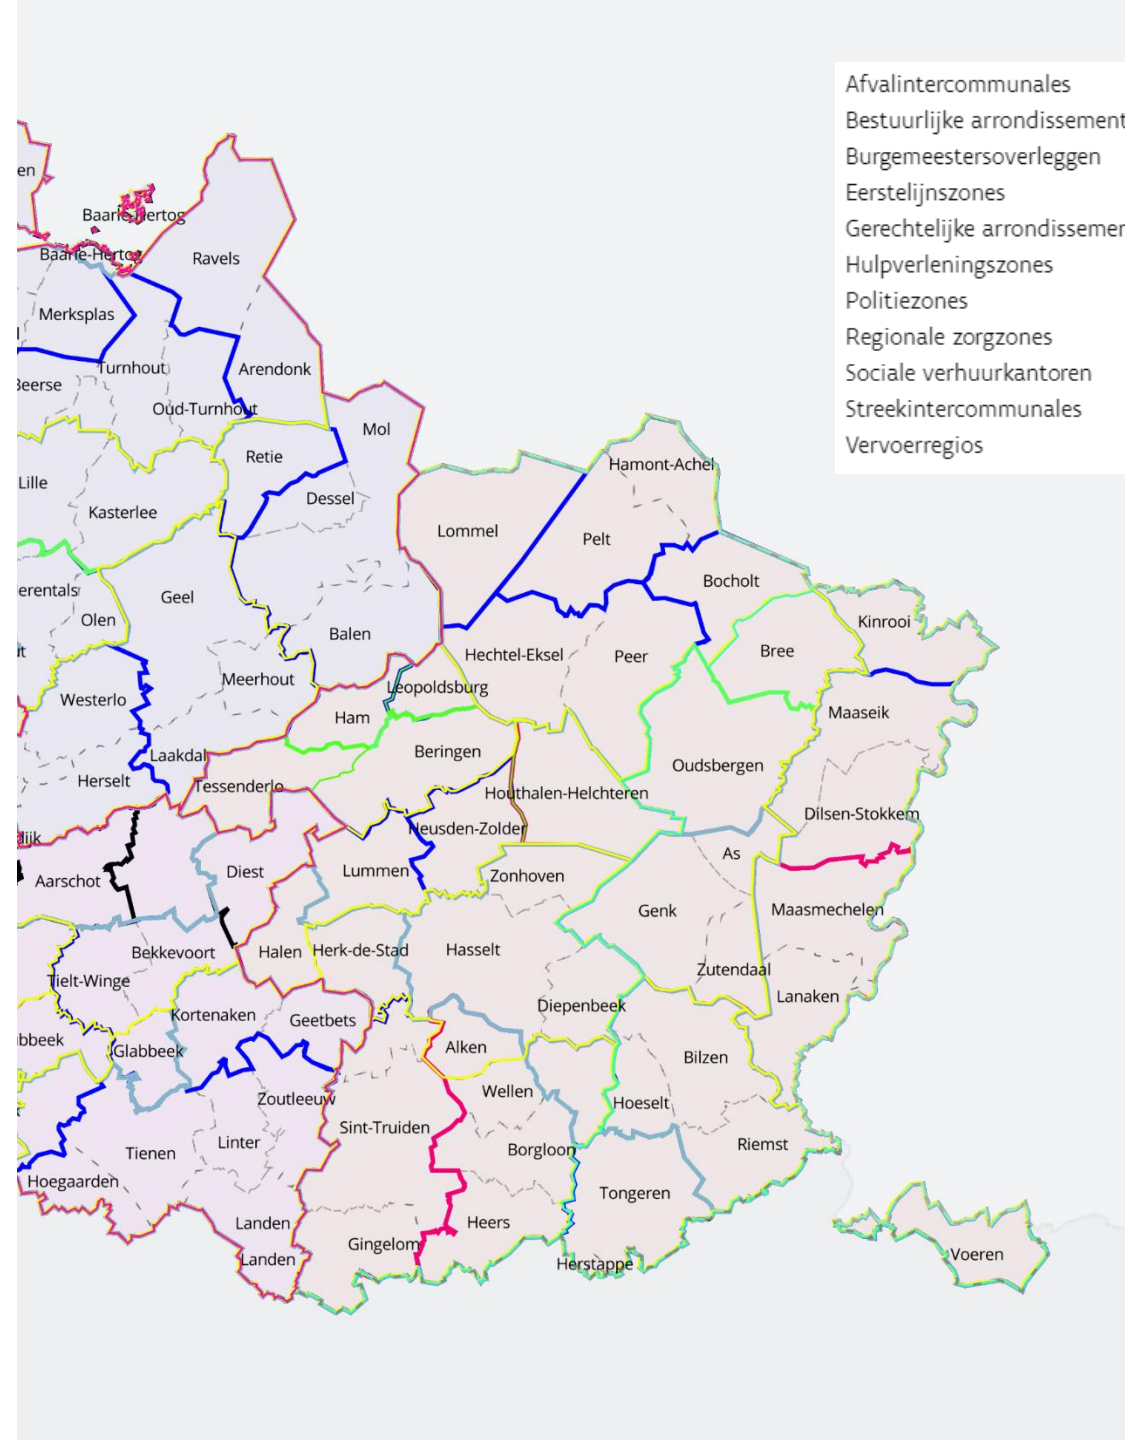 Afvalintercommunales
Bestuurlijke arrondissement
Burgemeestersoverleggen
Eerstelijnszones
Gerechtelijke arrondissemen
Hulpverleningszones
Politiezones
Regionale zorgzones
Sociale verhuurkantoren
Streekintercommunales
Vervoerregios
en
Baarle-Hertog
Baarle-Hertog
Ravels
Merksplas
Turnhout
Arendonk
Beerse
Oud-Turnhout
Mol
Retie
Hamont-Achel
Lille
Dessel
Kasterlee
Lommel
Pelt
Bocholt
erentals
Geel
Olen
Kinrooi
Balen
Bree
Hechtel-Eksel
Peer
Meerhout
Leopoldsburg
Westerlo
Ham
Maaseik
Laakdal
Beringen
Oudsbergen
Herselt
Tessenderlo
Houthalen-Helchteren
Dilsen-Stokkem
Heusden-Zolder
dijk
As
Diest
Lummen
Zonhoven
Aarschot
Genk
Maasmechelen
Bekkevoort
Halen
Herk-de-Stad
Hasselt
Zutendaal
Tielt-Winge
Lanaken
Diepenbeek
Kortenaken
Geetbets
bbeek
Glabbeek
Alken
Bilzen
Wellen
Zoutleeuw
Hoeselt
Sint-Truiden
Linter
Riemst
Tienen
Borgloon
Hoegaarden
Tongeren
Landen
Heers
Gingelom
Voeren
Landen
Herstappe